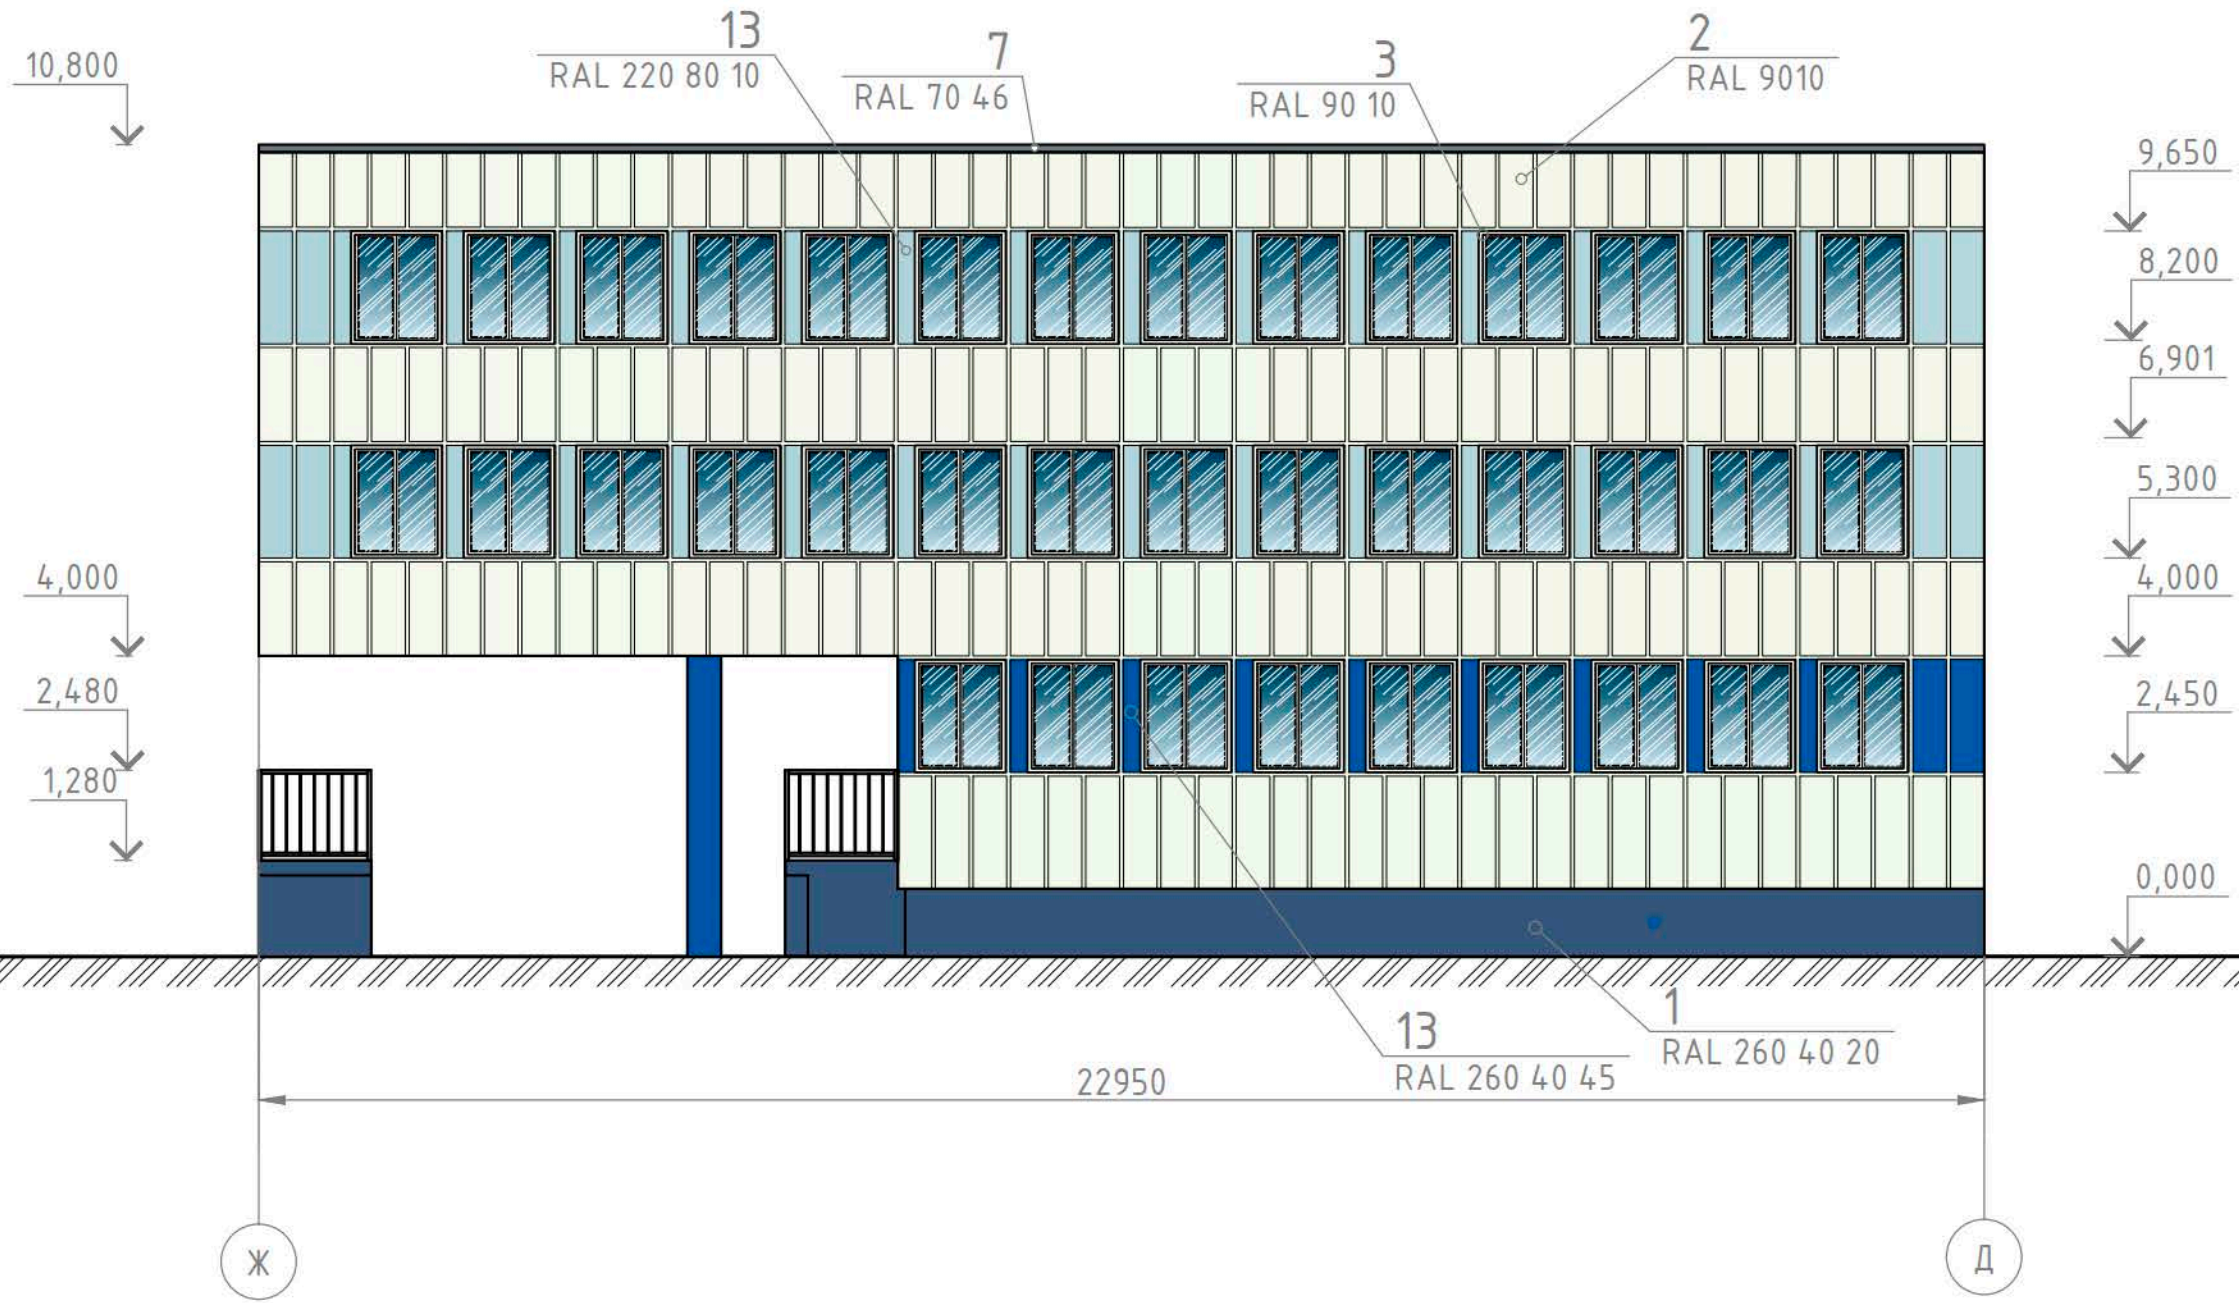 13
RAL 220 80 10
7
RAL 70 46
3
RAL 90 10
2
RAL 9010
10,800
4,000
2,480
1,280
9,650
8,200
6,901
5,300
4,000
2,450
0,000
13
RAL 260 40 45
1
RAL 260 40 20
22950
Ж
Д